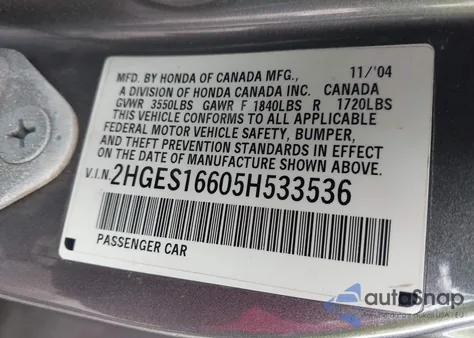 MFD. BY HONDA OF CANADA MFG., 11/'04
A DIVISION OF HONDA CANADA INC. CANADA
GVWR 3550LBS GAWR F 1840LBS R 1720LBS
THIS VEHICLE CONFORMS TO ALL APPLICABLE
FEDERAL MOTOR VEHICLE SAFETY, BUMPER,
AND THEFT PREVENTION STANDARDS IN EFFECT
ON THE DATE OF MANUFACTURE SHOWN ABOVE.
V.I.N. 2HGES16605H533536
PASSENGER CAR
autoSnap